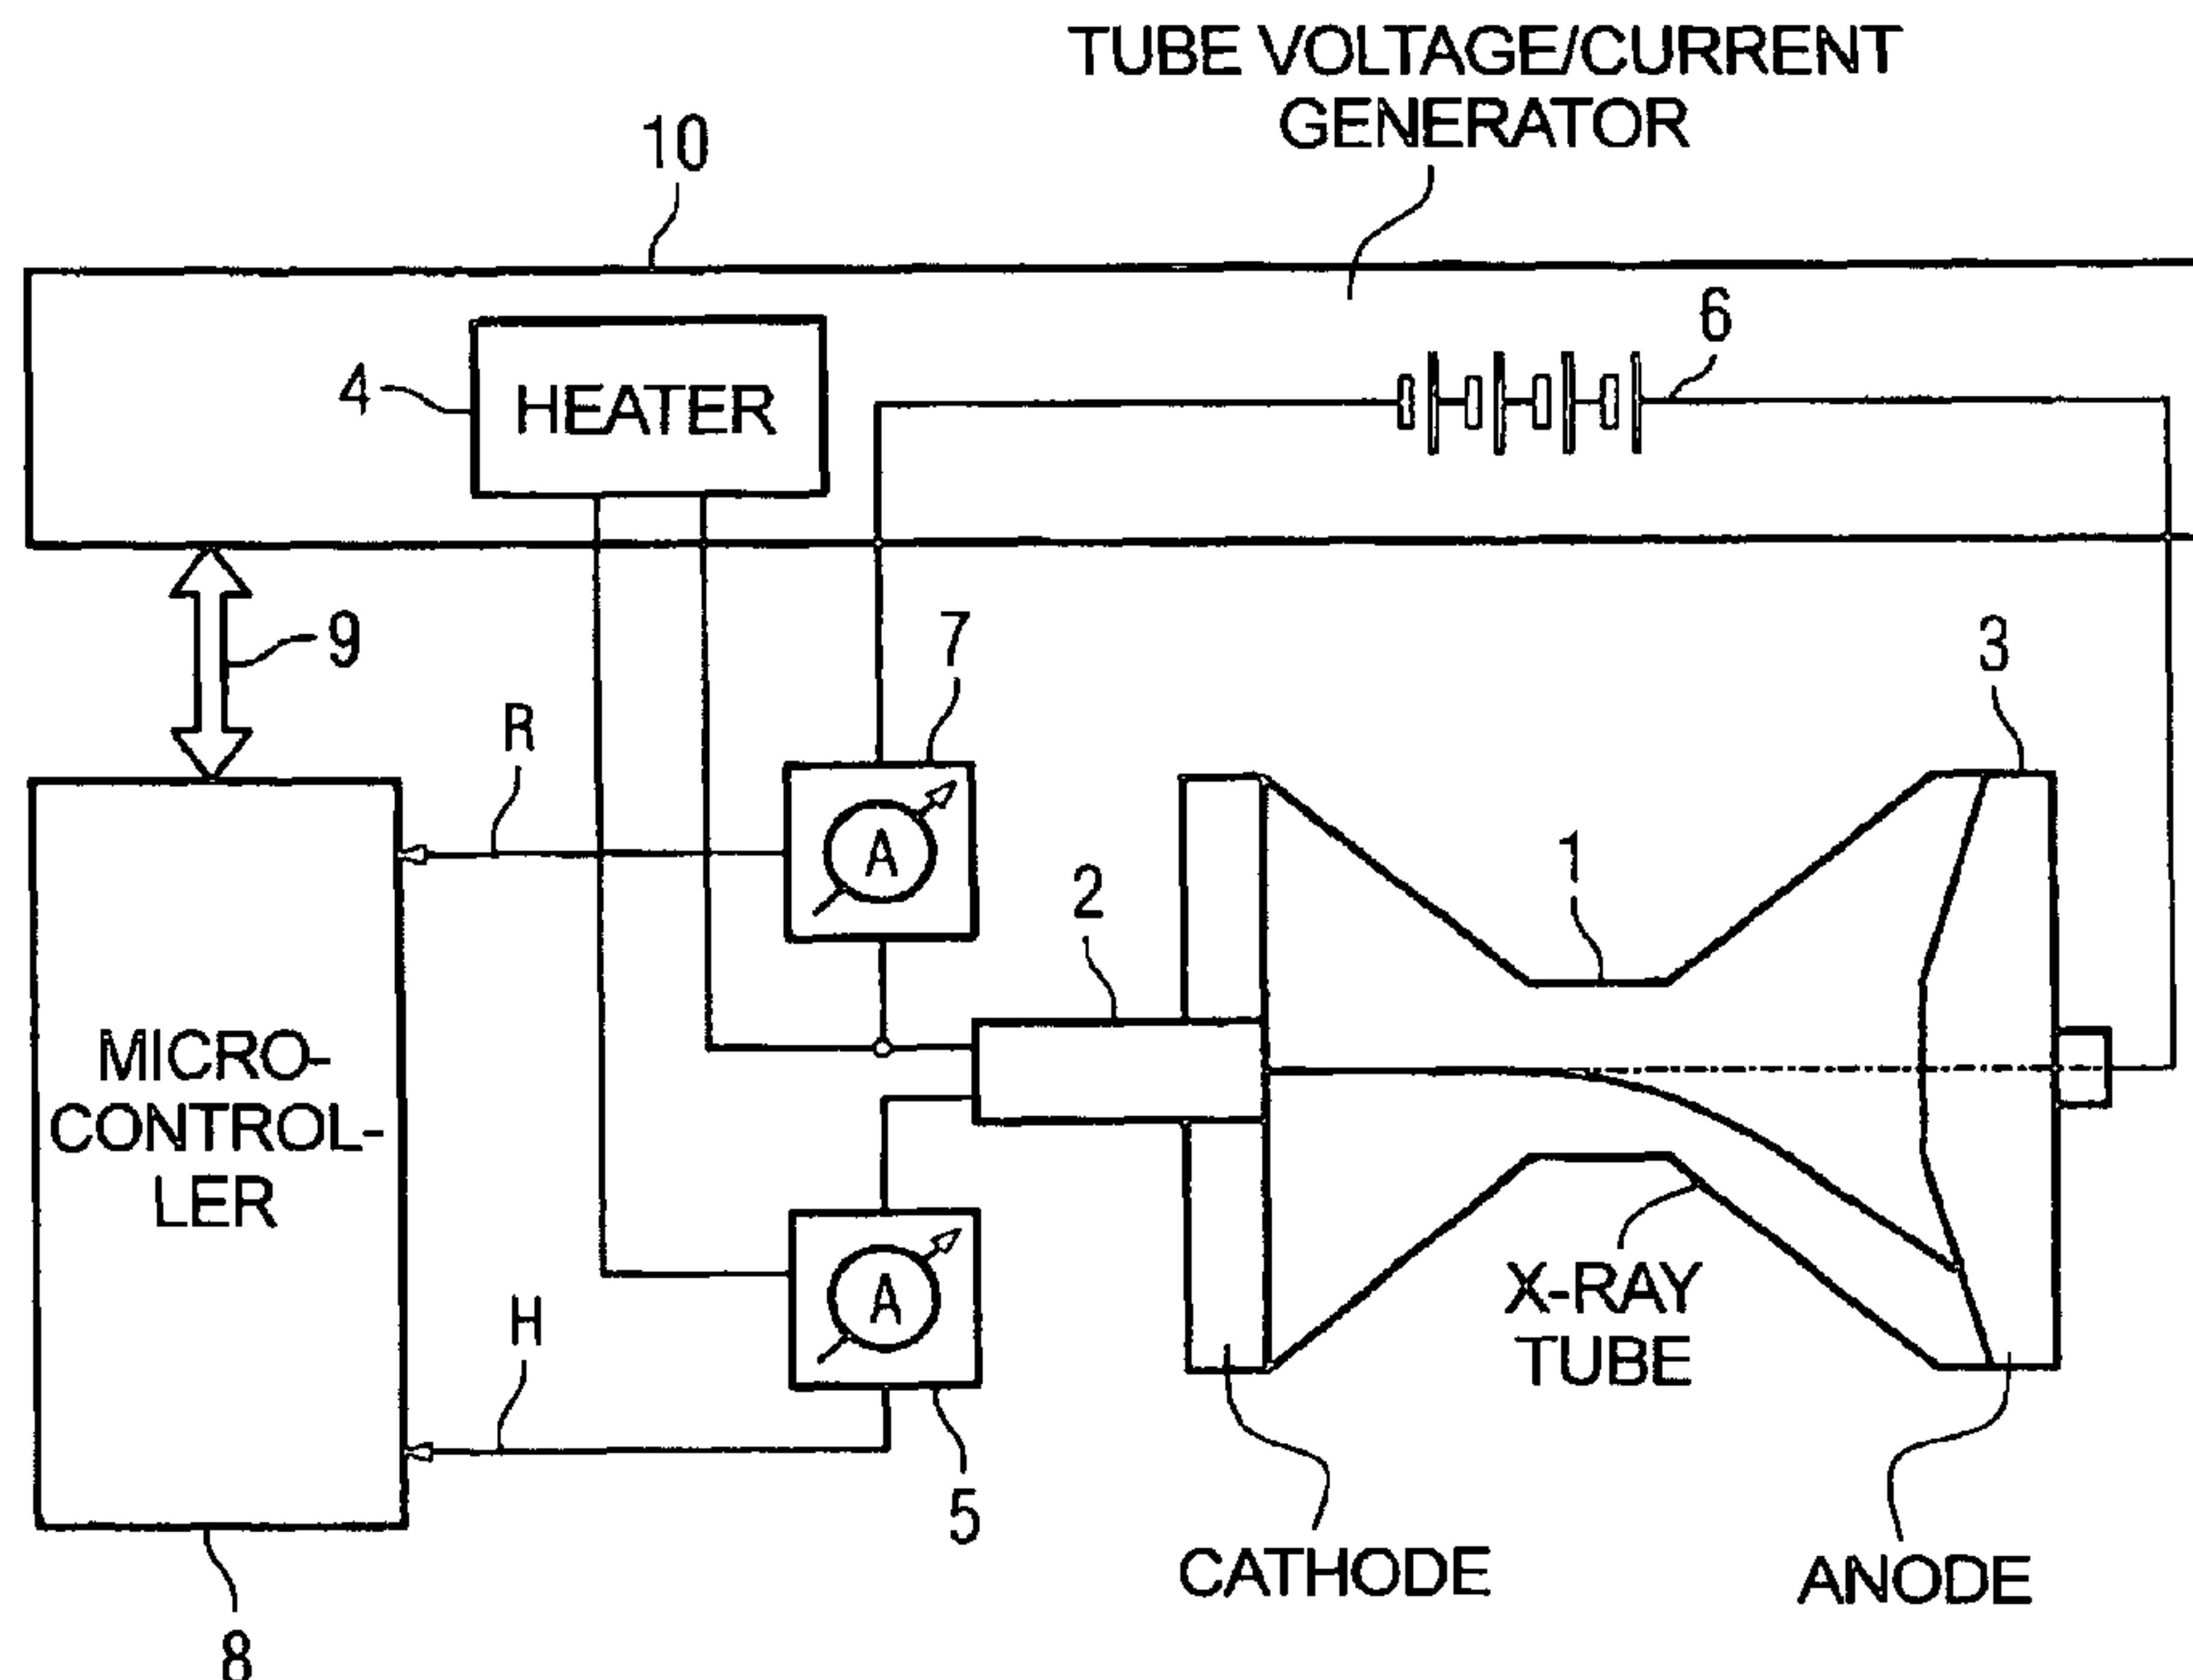 TUBE VOLTAGE/CURRENT
GENERATOR
10
6
4
HEATER
9
7
3
R
1
2
A
MICRO-
CONTROL-
LER
X-RAY
TUBE
H
A
5
CATHODE
ANODE
8